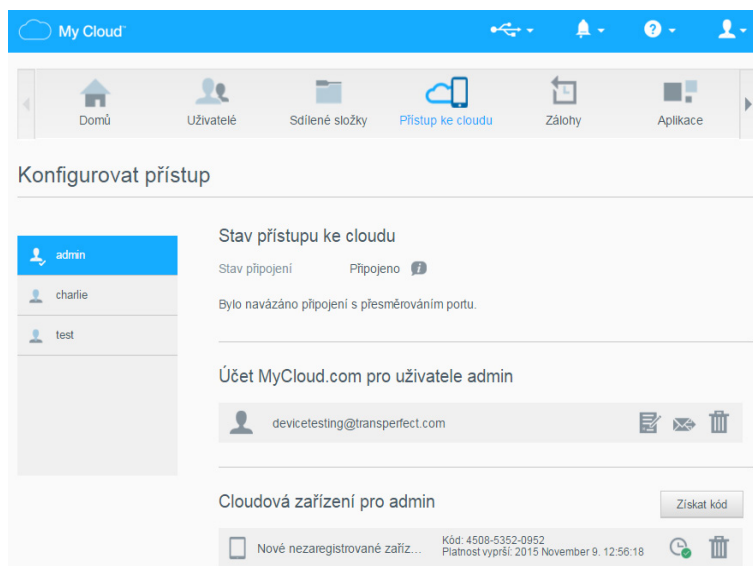 My Cloud™
Domů
Uživatelé
Sdílené složky
Přístup ke cloudu
Zálohy
Aplikace
Konfigurovat přístup
admin
charlie
test
Stav přístupu ke cloudu
Stav připojení Připojeno
Bylo navázáno připojení s přesměrováním portu.
Účet MyCloud.com pro uživatele admin
devicetesting@transperfect.com
Cloudová zařízení pro admin
Získat kód
Nové nezaregistrované zaříz...
Kód: 4508-5352-0952
Platnost vyprší: 2015 November 9. 12:56:18